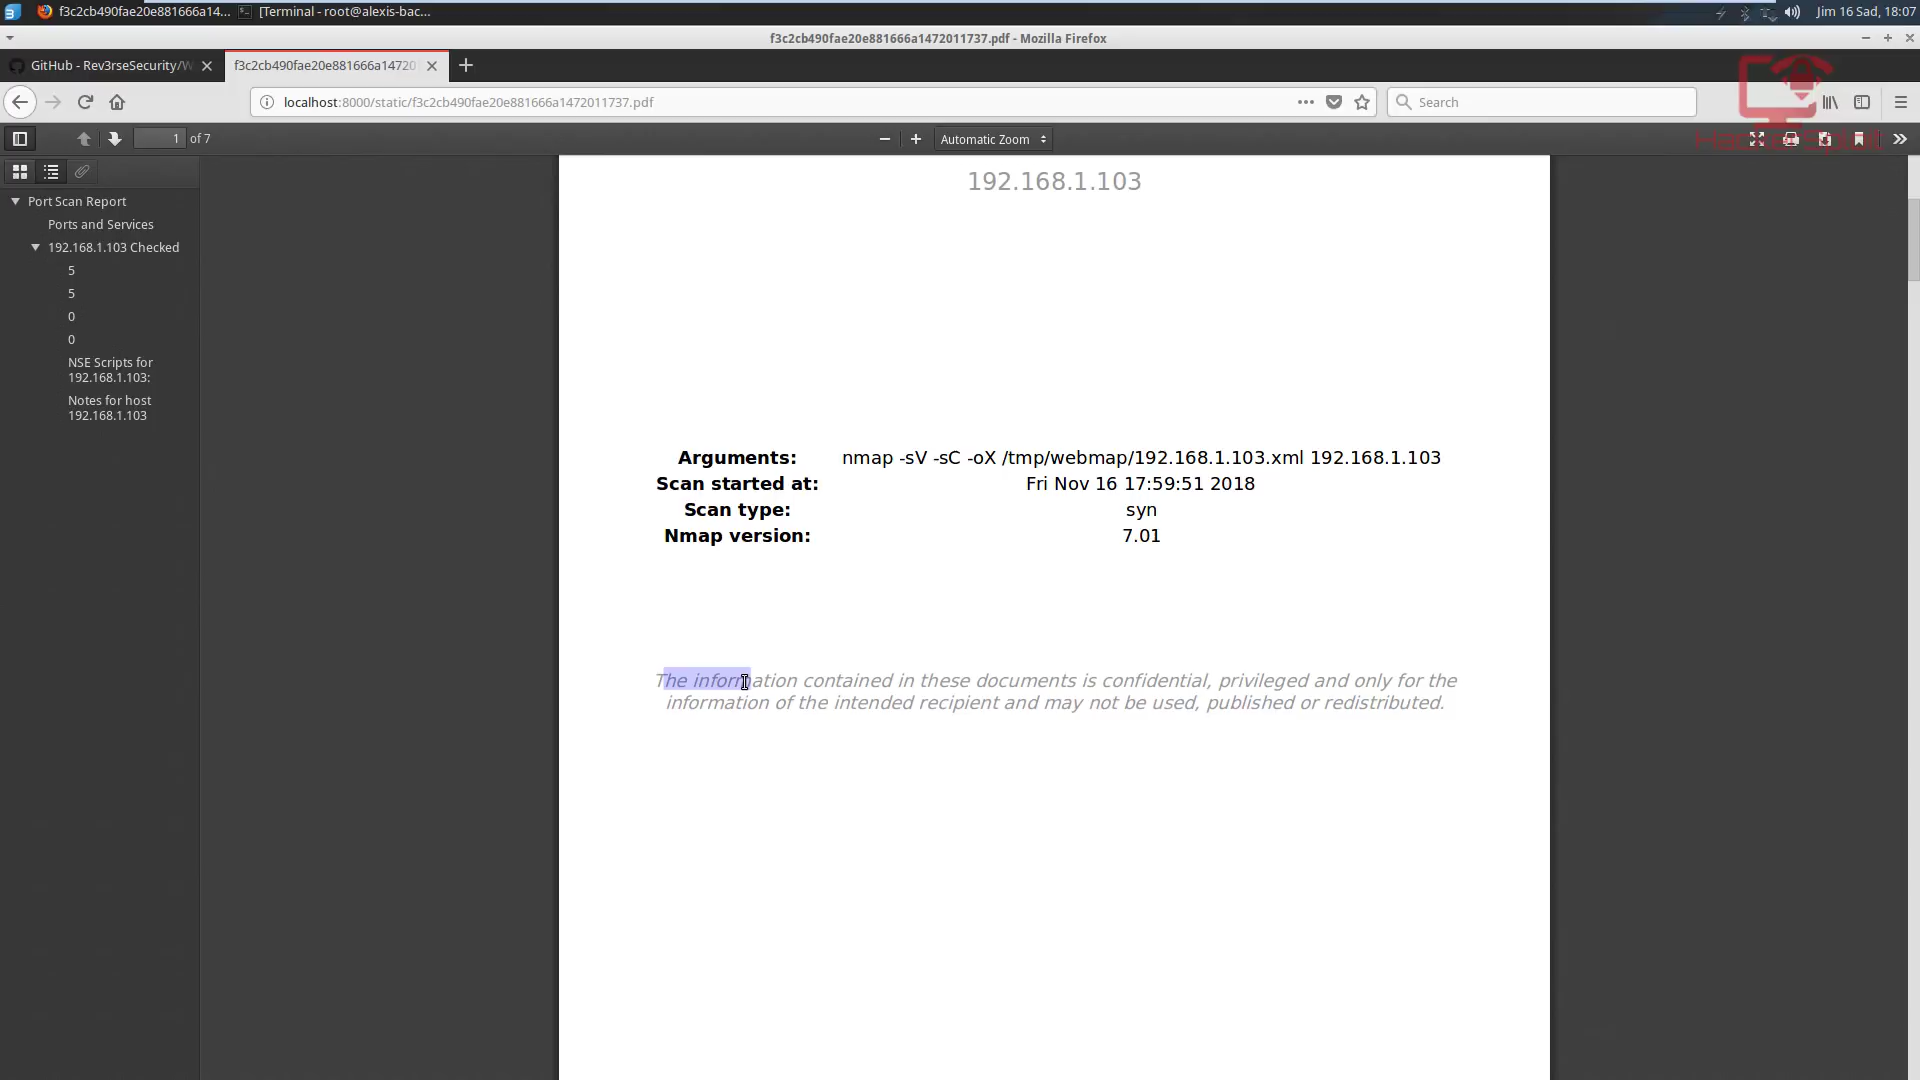 f3c2cb490fae20e881666a14... [Terminal - root@alexis-bac... Jim 16 Sad, 18:07
f3c2cb490fae20e881666a1472011737.pdf - Mozilla Firefox
GitHub - Rev3rseSecurity/W f3c2cb490fae20e881666a14720
localhost:8000/static/f3c2cb490fae20e881666a1472011737.pdf Search
1 of 7 Automatic Zoom
HackerSploit
Port Scan Report
Ports and Services
192.168.1.103 Checked
5
5
0
0
NSE Scripts for
192.168.1.103:
Notes for host
192.168.1.103
192.168.1.103
Arguments: nmap -sV -sC -oX /tmp/webmap/192.168.1.103.xml 192.168.1.103
Scan started at: Fri Nov 16 17:59:51 2018
Scan type: syn
Nmap version: 7.01
The information contained in these documents is confidential, privileged and only for the
information of the intended recipient and may not be used, published or redistributed.